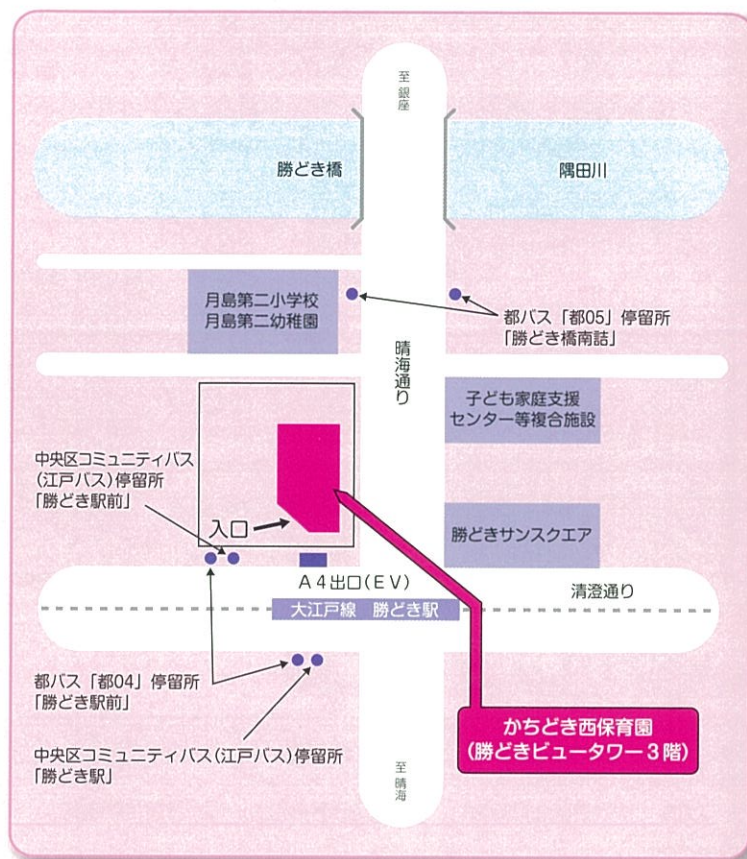 至 銀座
勝どき橋
隅田川
月島第二小学校
月島第二幼稚園
都バス「都05」停留所
「勝どき橋南詰」
晴海通り
子ども家庭支援
センター等複合施設
中央区コミュニティバス
(江戸バス)停留所
「勝どき駅前」
入口
勝どきサンスクエア
A4出口(EV)
清澄通り
大江戸線 勝どき駅
都バス「都04」停留所
「勝どき駅前」
かちどき西保育園
(勝どきビュータワー3階)
中央区コミュニティバス(江戸バス)停留所
「勝どき駅」
至 晴海